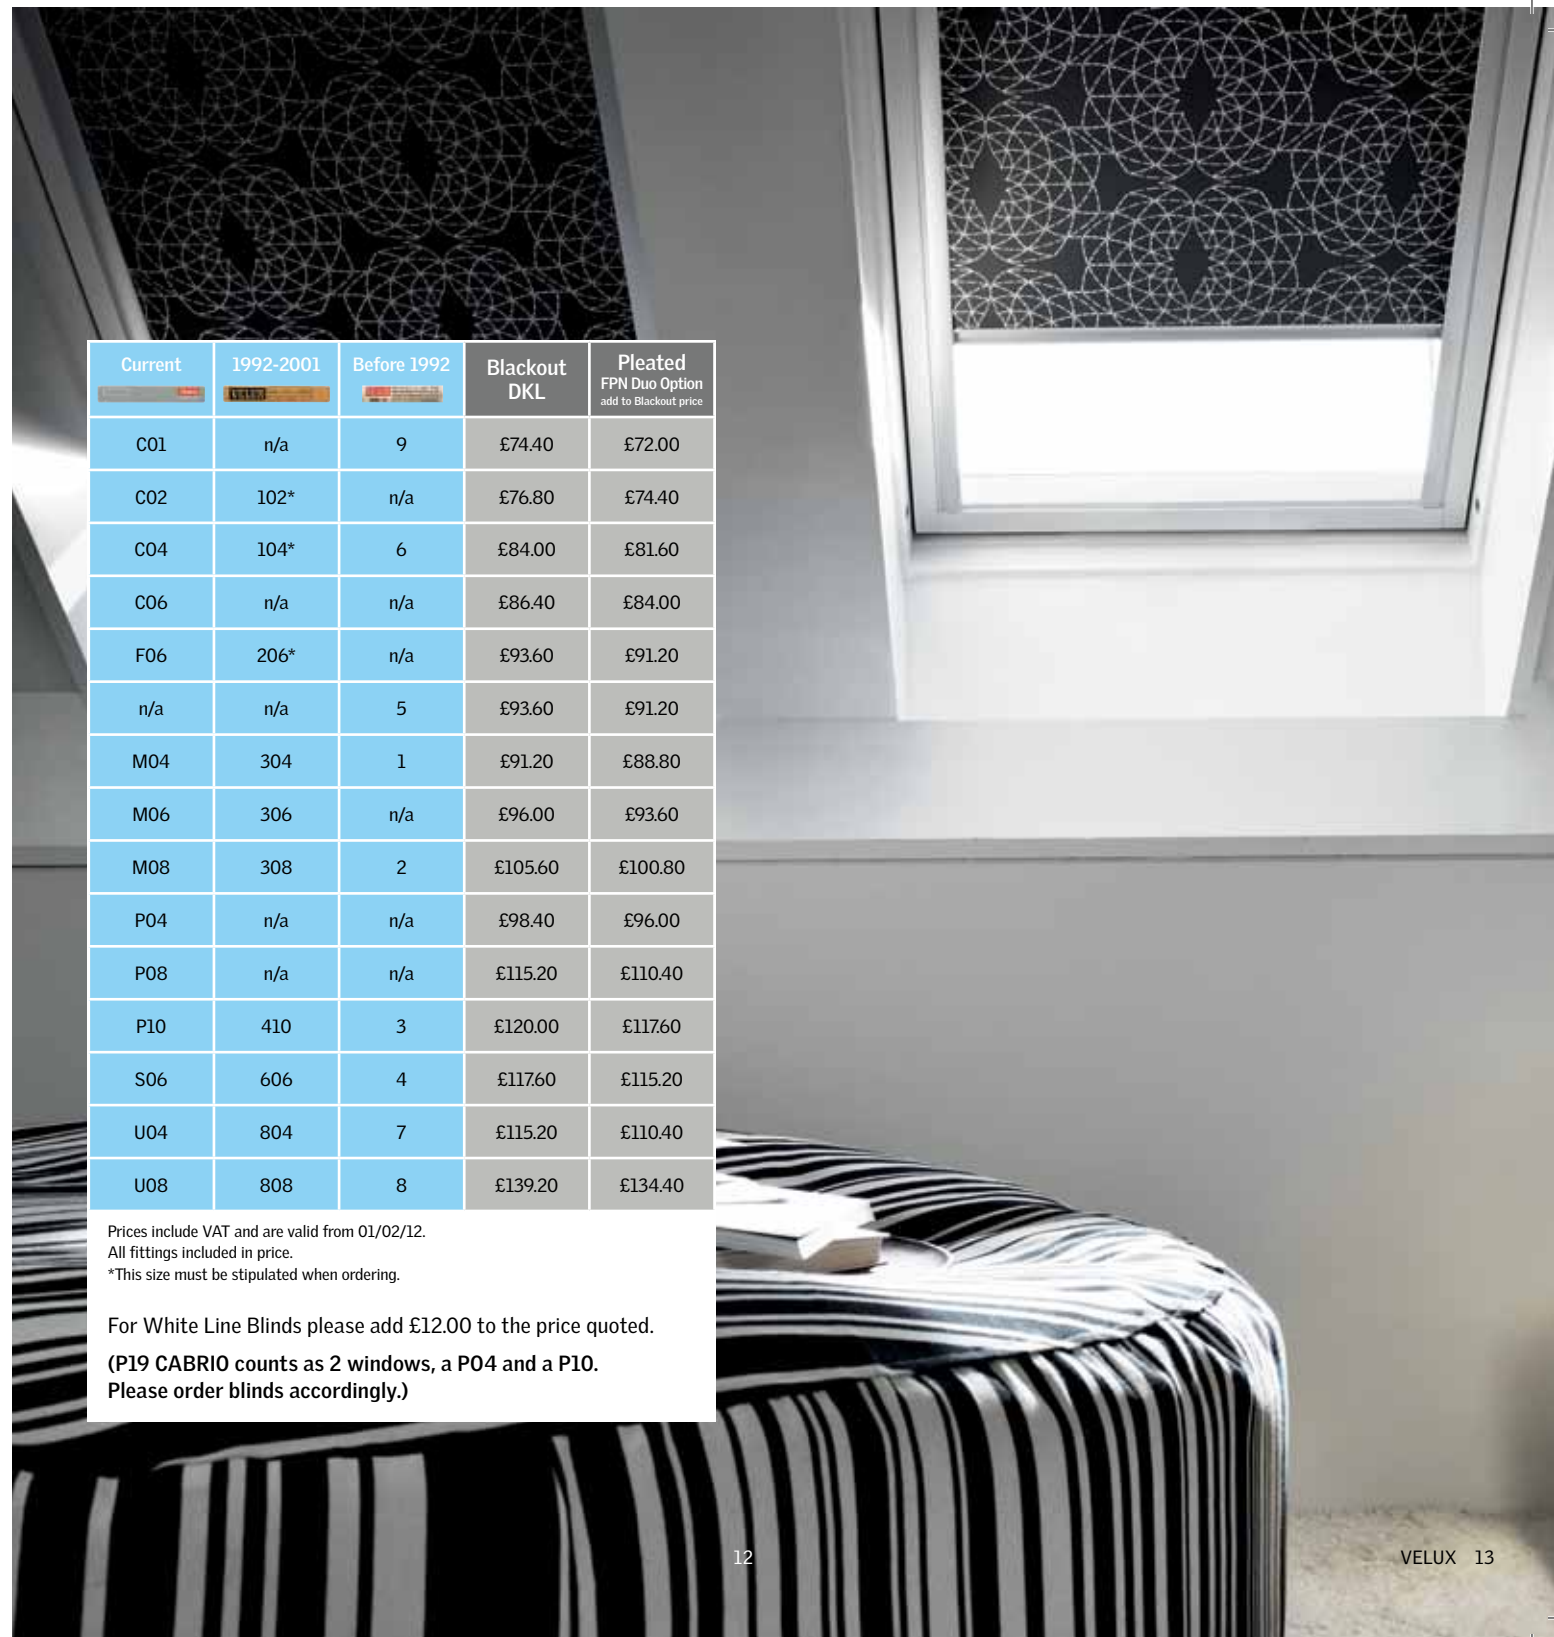 Current 1992-2001 Before 1992 Blackout DKL Pleated FPN Duo Option add to Blackout price
VELUX
C01 n/a 9 £74.40 £72.00
C02 102* n/a £76.80 £74.40
C04 104* 6 £84.00 £81.60
C06 n/a n/a £86.40 £84.00
F06 206* n/a £93.60 £91.20
n/a n/a 5 £93.60 £91.20
M04 304 1 £91.20 £88.80
M06 306 n/a £96.00 £93.60
M08 308 2 £105.60 £100.80
P04 n/a n/a £98.40 £96.00
P08 n/a n/a £115.20 £110.40
P10 410 3 £120.00 £117.60
S06 606 4 £117.60 £115.20
U04 804 7 £115.20 £110.40
U08 808 8 £139.20 £134.40
Prices include VAT and are valid from 01/02/12.
All fittings included in price.
*This size must be stipulated when ordering.
For White Line Blinds please add £12.00 to the price quoted.
(P19 CABRIO counts as 2 windows, a PO4 and a P10.
Please order blinds accordingly.)
12
VELUX 13